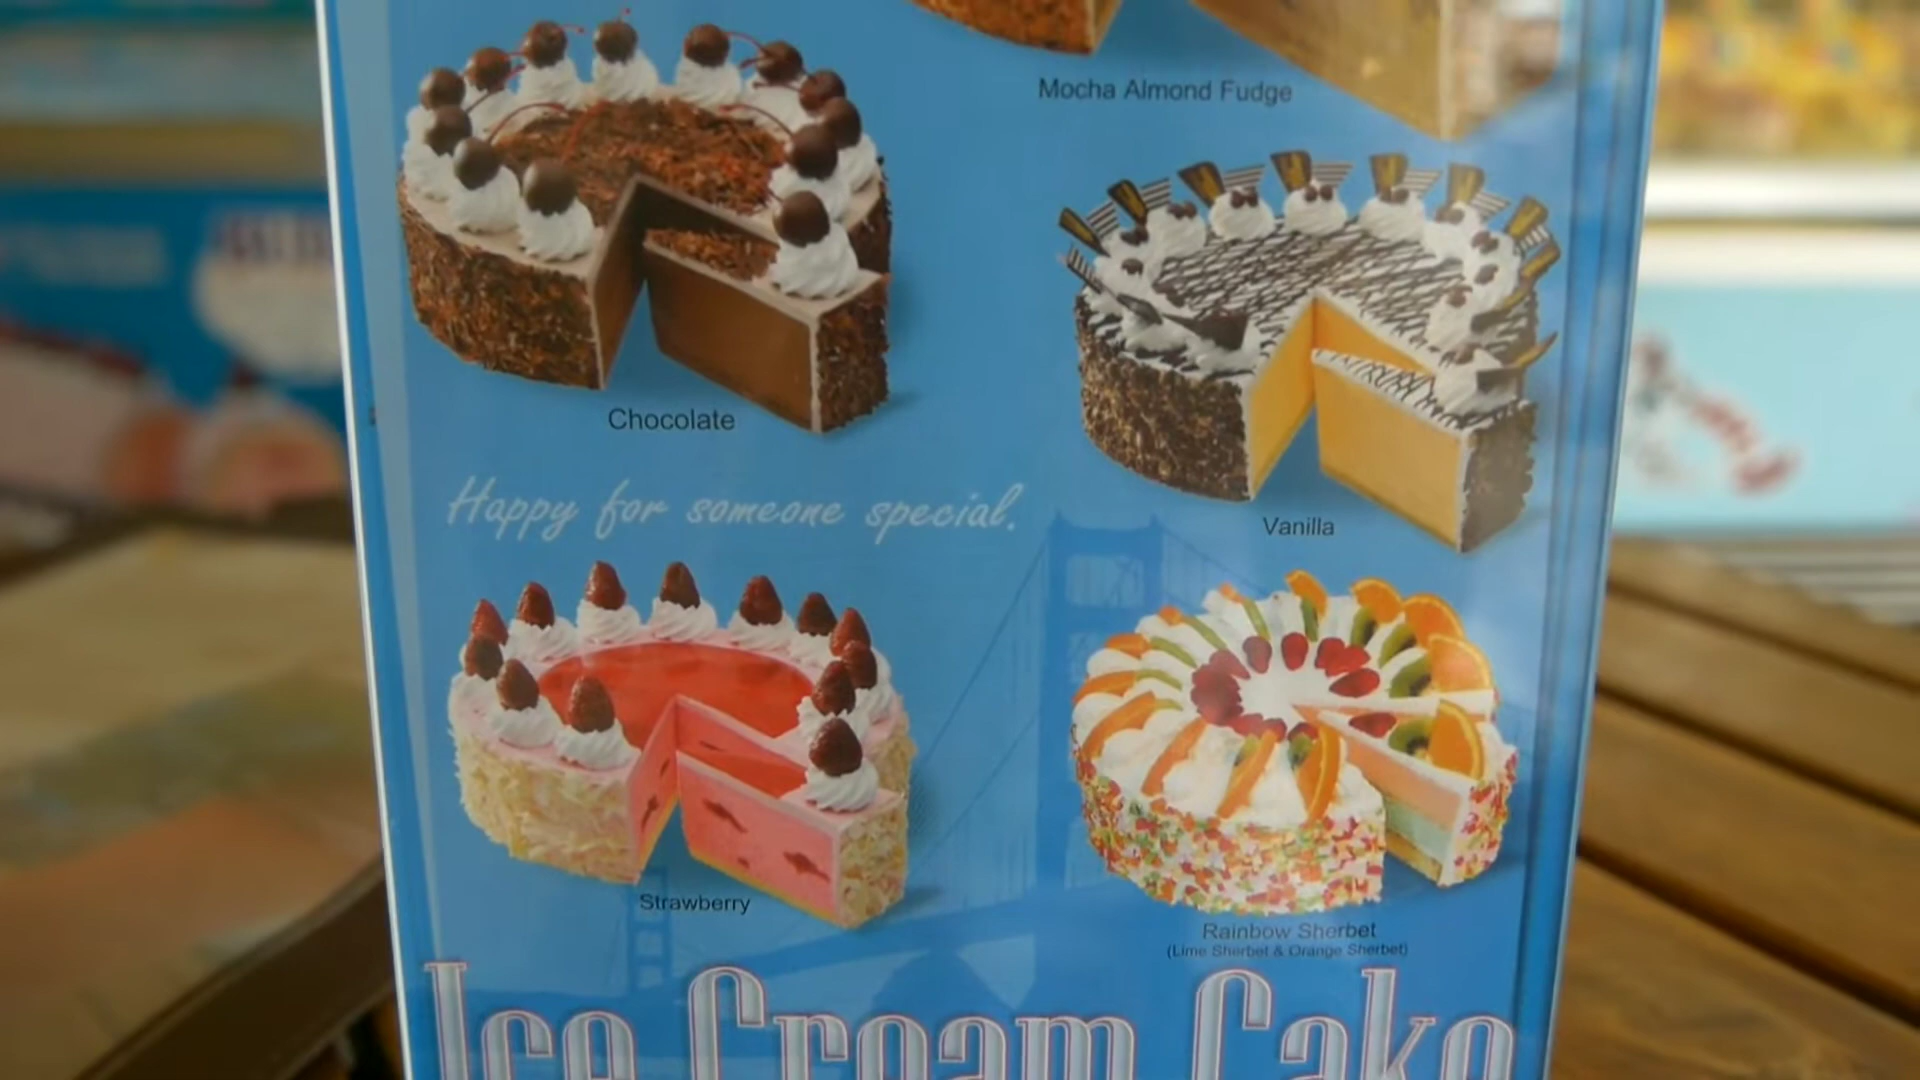 Mocha Almond Fudge
Chocolate
Vanilla
Happy for someone special.
Strawberry
Rainbow Sherbet
(Lime Sherbet & Orange Sherbet)
Ice Cream Cake